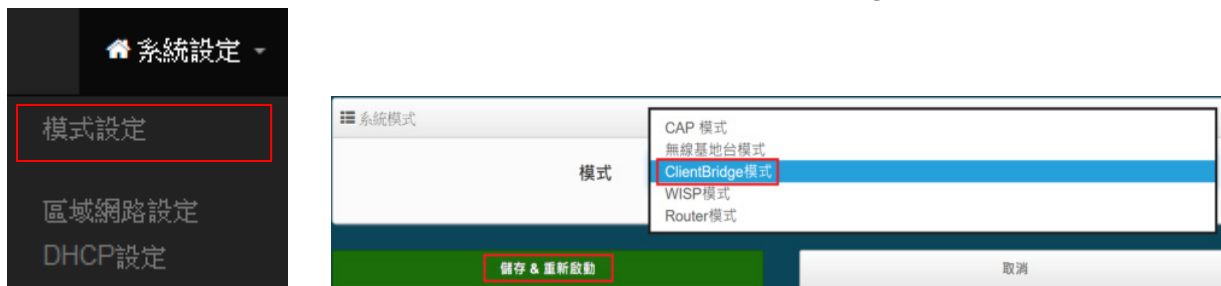 系統設定
模式設定
區域網路設定
DHCP設定
系統模式
模式
CAP 模式
無線基地台模式
ClientBridge模式
WISP模式
Router模式
儲存 & 重新啟動
取消